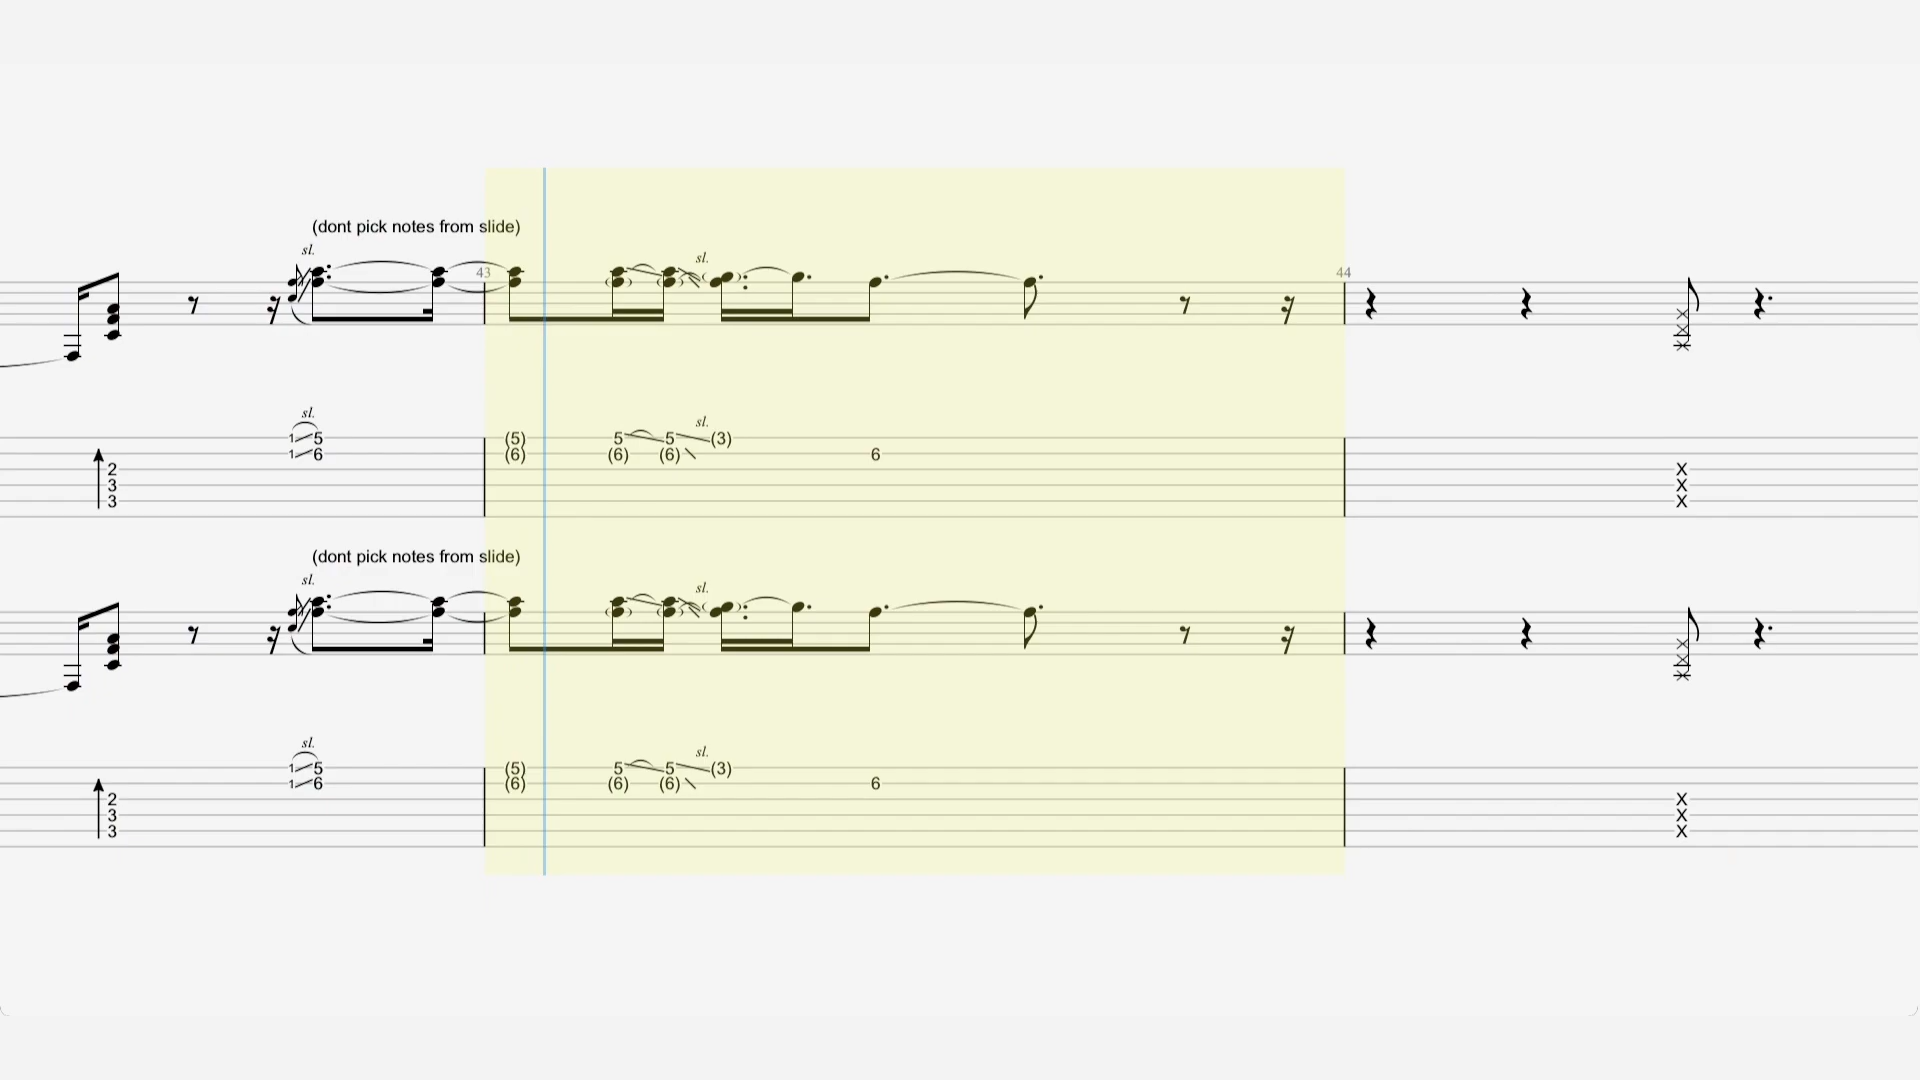 (dont pick notes from slide)
sl.
sl.
43
44
sl.
sl.
1 5 (5) 5 5 (3)
1 6 (6) (6) (6) 6
2 X
3 X
3 X
(dont pick notes from slide)
sl.
sl.
sl.
sl.
1 5 (5) 5 5 (3)
1 6 (6) (6) (6) 6
2 X
3 X
3 X